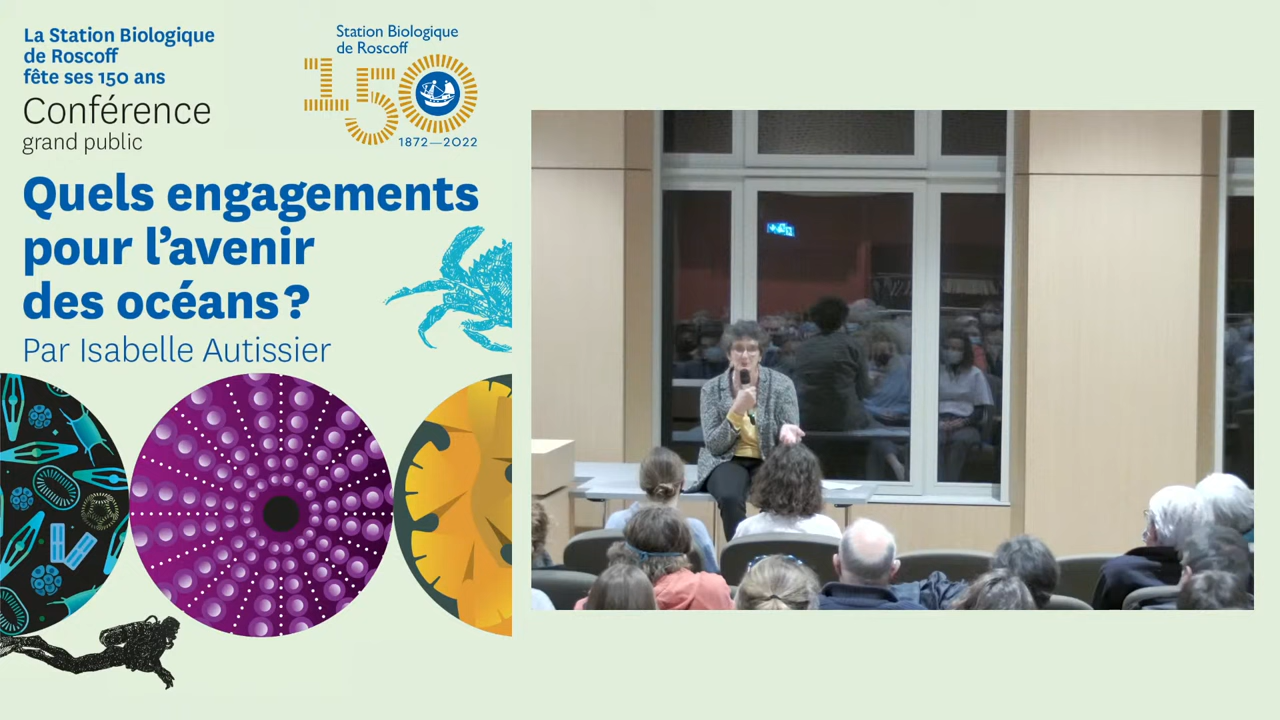 La Station Biologique
de Roscoff
fête ses 150 ans
Conférence
grand public
Station Biologique
de Roscoff
150
1872—2022
Quels engagements
pour l’avenir
des océans ?
Par Isabelle Autissier